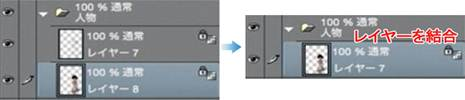 100 % 通常
人物
100 % 通常
レイヤー 7
100 % 通常
レイヤー 8
100 % 通常
人物
レイヤーを結合
100 % 通常
レイヤー 7